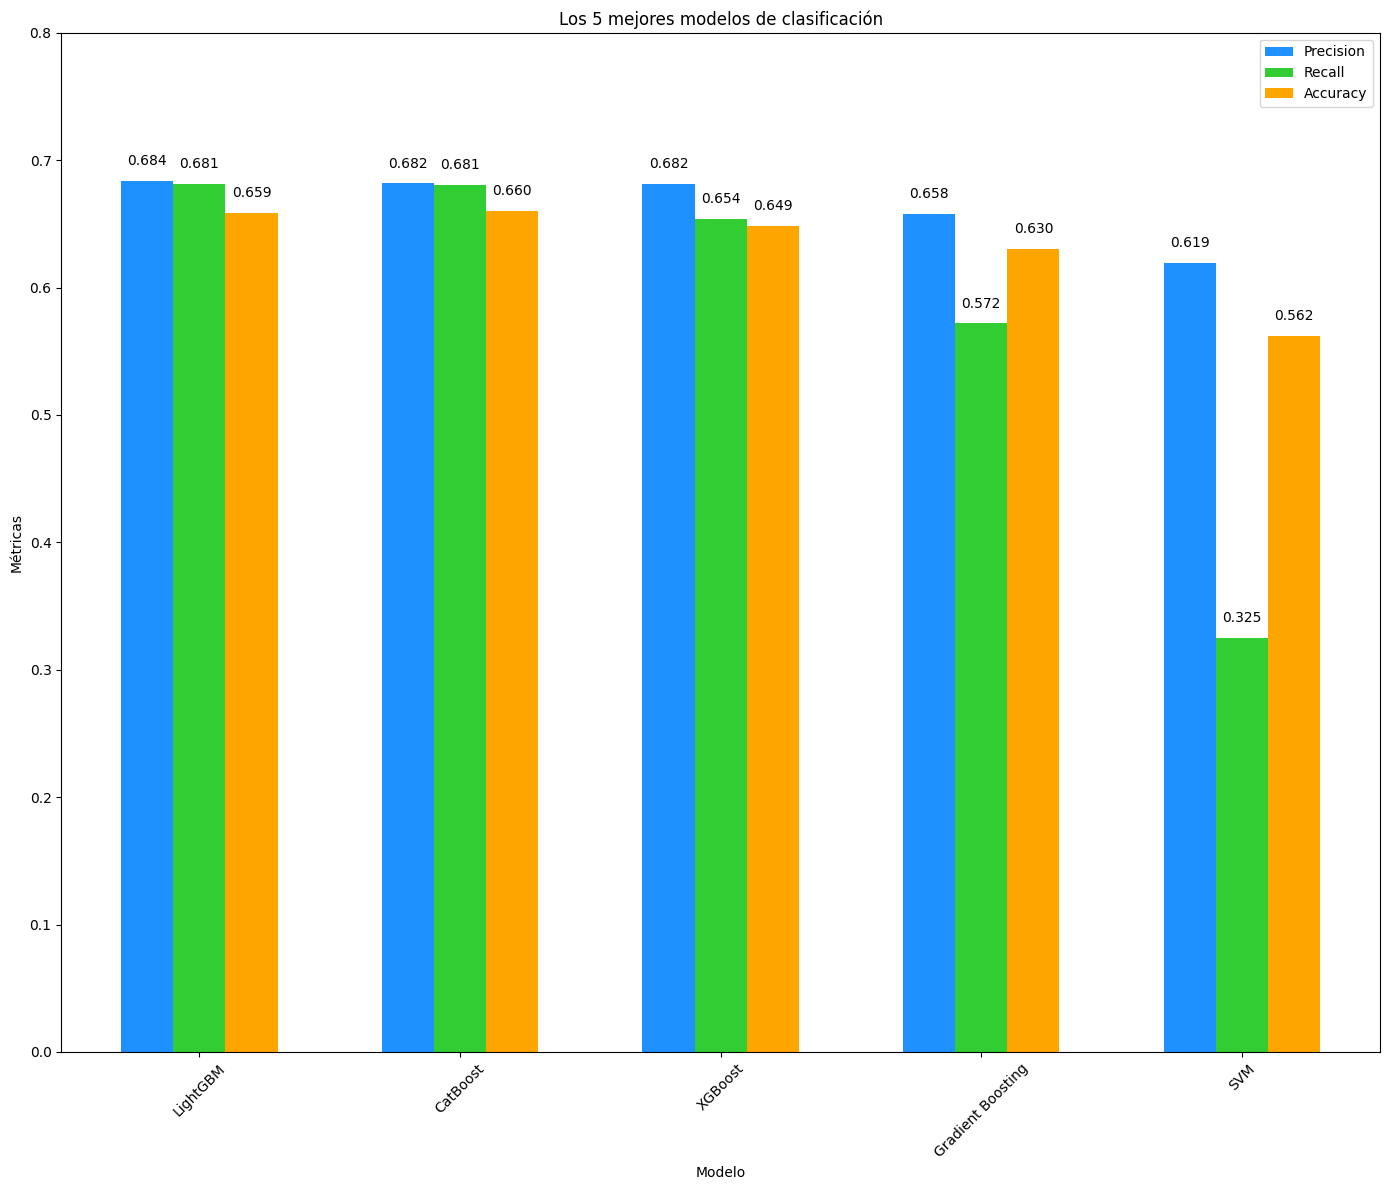 Los 5 mejores modelos de clasificación
Precision
Recall
Accuracy
Métricas
0.8
0.7
0.6
0.5
0.4
0.3
0.2
0.1
0.0
0.684
0.681
0.659
0.682
0.681
0.660
0.682
0.654
0.649
0.658
0.572
0.630
0.619
0.325
0.562
LightGBM
CatBoost
XGBoost
Gradient Boosting
SVM
Modelo